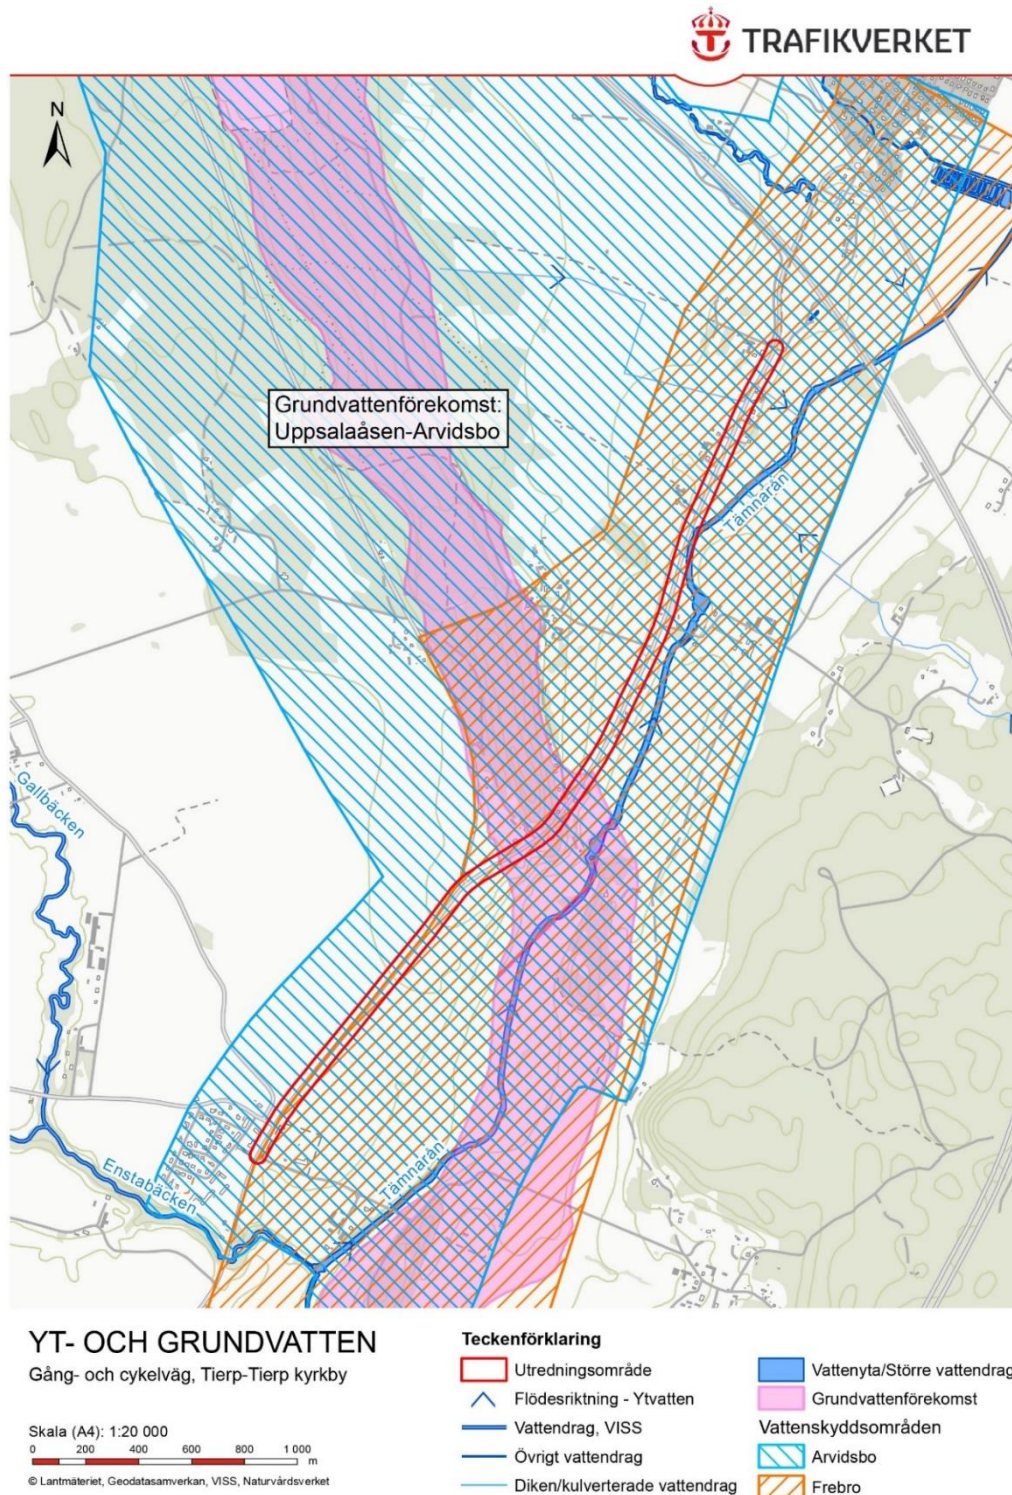 TRAFIKVERKET
N
Grundvattenförekomst:
Uppsalaåsen-Arvidsbo
Tämnarån
Gallbäcken
Enstabäcken
Tämnarån
YT- OCH GRUNDVATTEN
Gång- och cykelväg, Tierp-Tierp kyrkby
Skala (A4): 1:20 000
0 200 400 600 800 1 000
m
© Lantmäteriet, Geodatasamverkan, VISS, Naturvårdsverket
Teckenförklaring
Utredningsområde
Flödesriktning - Ytvatten
Vattendrag, VISS
Övrigt vattendrag
Diken/kulverterade vattendrag
Vattenyta/Större vattendrag
Grundvattenförekomst
Vattenskyddsområden
Arvidsbo
Frebro